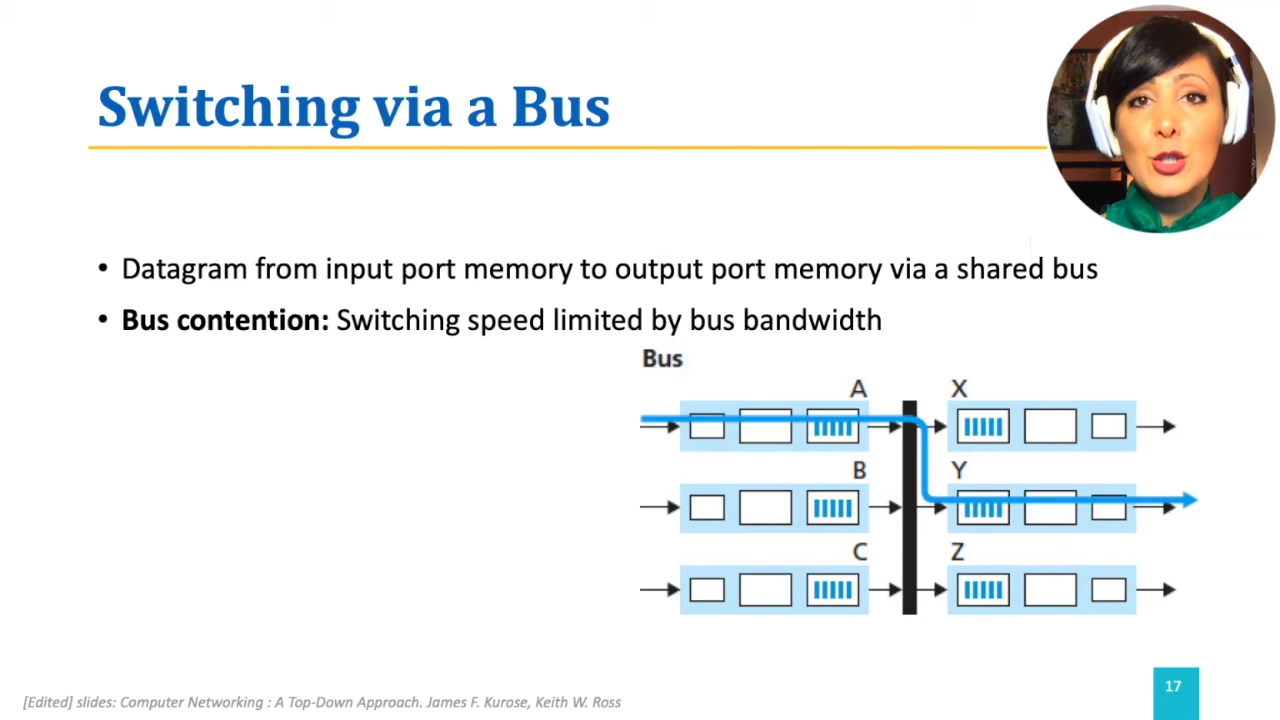 Switching via a Bus
• Datagram from input port memory to output port memory via a shared bus
• Bus contention: Switching speed limited by bus bandwidth
Bus
A X
B Y
C Z
[Edited] slides: Computer Networking : A Top-Down Approach. James F. Kurose, Keith W. Ross
17